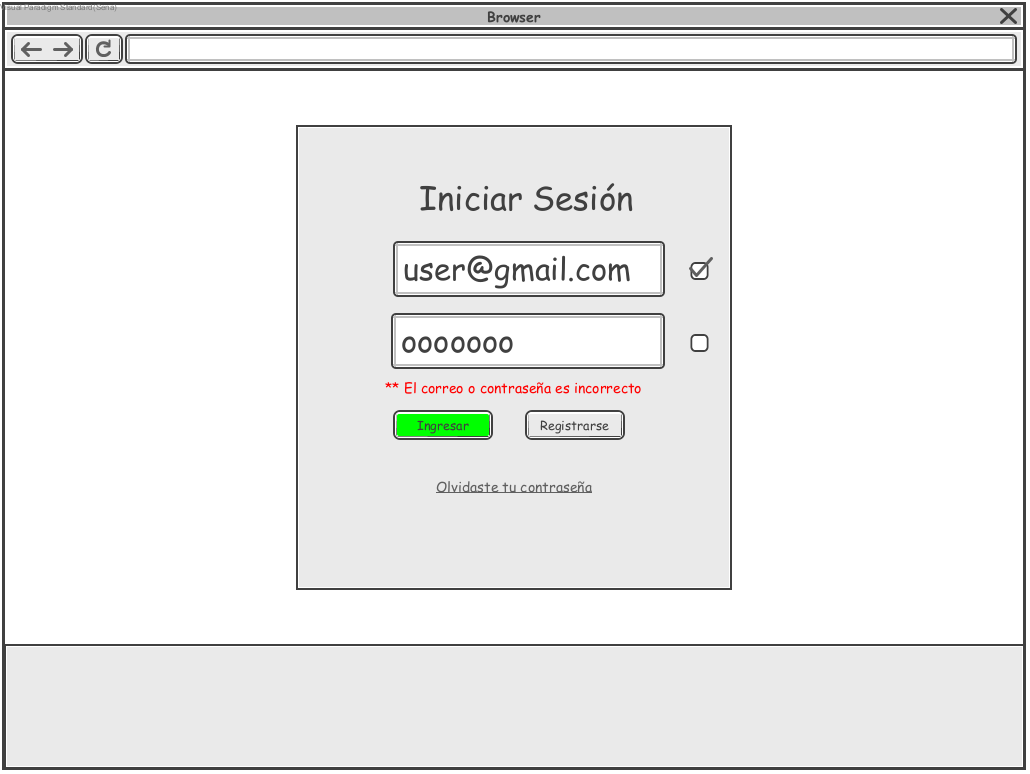 Visual Paradigm Standard(Sena)
Browser
Iniciar Sesión
user@gmail.com
ooooooo
** El correo o contraseña es incorrecto
Ingresar
Registrarse
Olvidaste tu contraseña